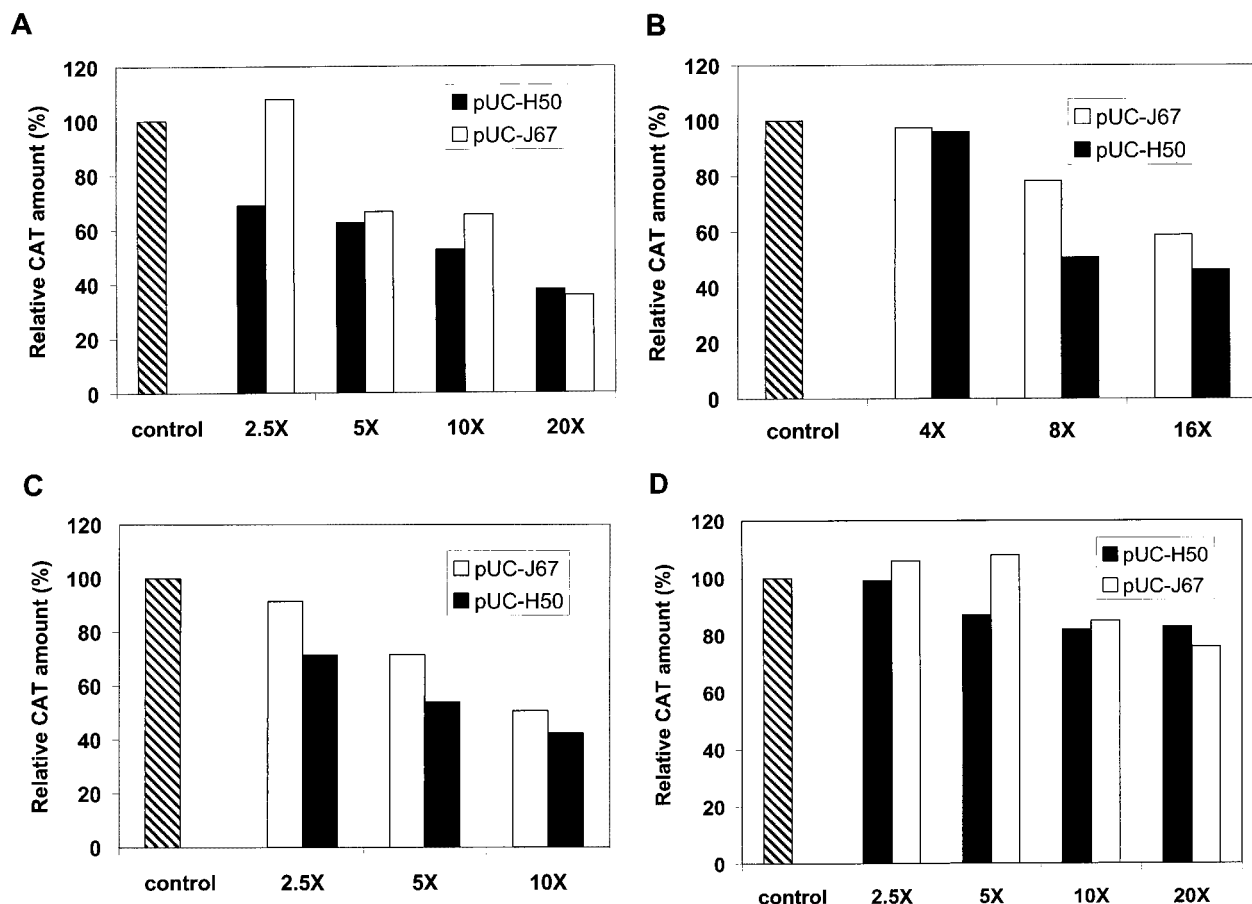 A
Relative CAT amount (%)
120
100
80
60
40
20
0
pUC-H50
pUC-J67
control 2.5X 5X 10X 20X
B
Relative CAT amount (%)
120
100
80
60
40
20
0
pUC-J67
pUC-H50
control 4X 8X 16X
C
Relative CAT amount (%)
120
100
80
60
40
20
0
pUC-J67
pUC-H50
control 2.5X 5X 10X
D
Relative CAT amount (%)
120
100
80
60
40
20
0
pUC-H50
pUC-J67
control 2.5X 5X 10X 20X